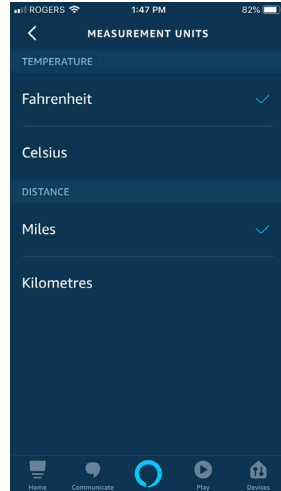 ROGERS 1:47 PM 82%
MEASUREMENT UNITS
TEMPERATURE
Fahrenheit
Celsius
DISTANCE
Miles
Kilometres
Home Communicate Play Devices